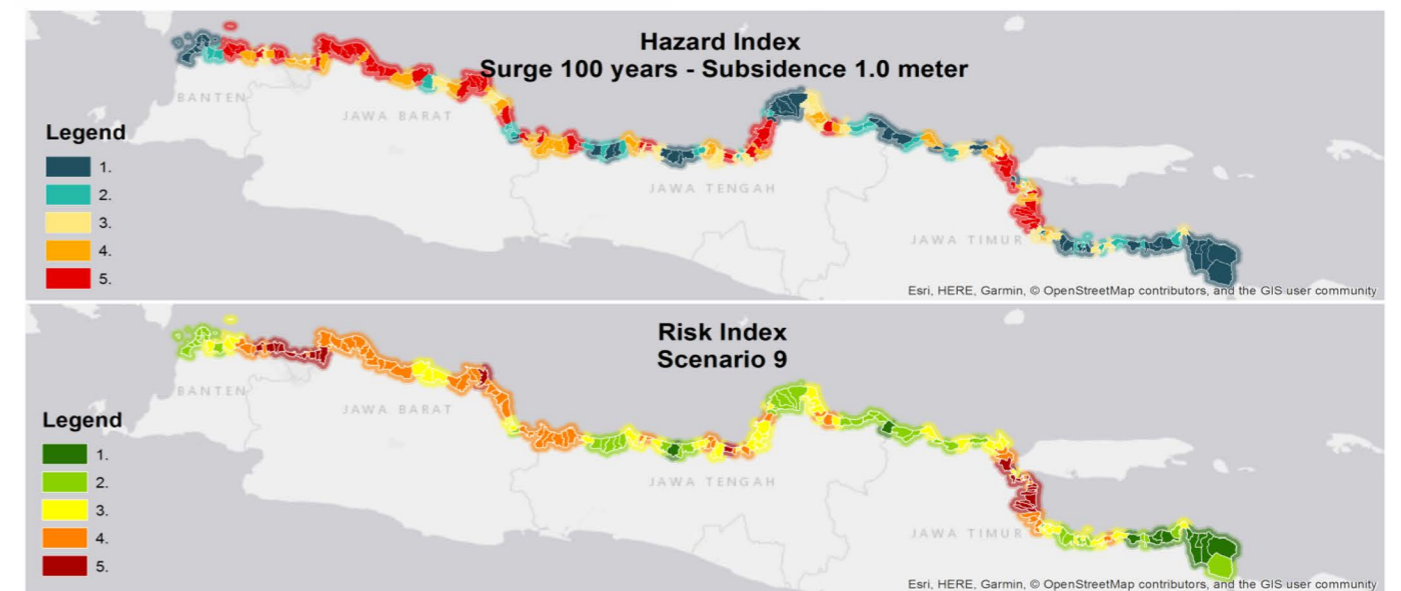 Hazard Index
Surge 100 years - Subsidence 1.0 meter
BANTEN
JAWA BARAT
Legend
1.
2.
3.
4.
5.
JAWA TENGAH
JAWA TIMUR
Esri, HERE, Garmin, © OpenStreetMap contributors, and the GIS user community
Risk Index
Scenario 9
BANTEN
JAWA BARAT
Legend
1.
2.
3.
4.
5.
JAWA TENGAH
JAWA TIMUR
Esri, HERE, Garmin, © OpenStreetMap contributors, and the GIS user community